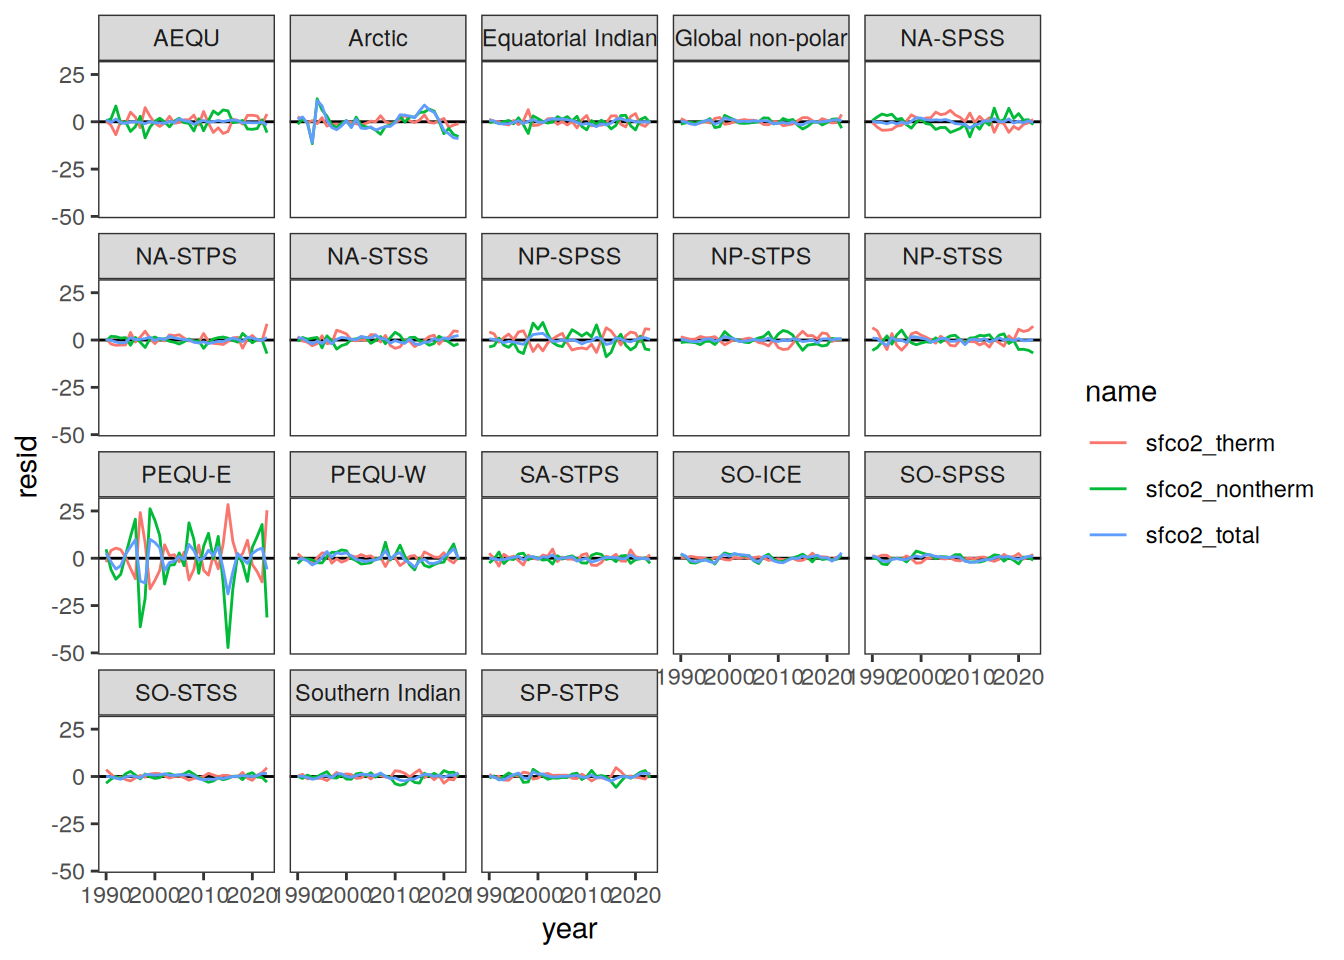 AEQU Arctic Equatorial Indian Global non-polar NA-SPSS
25
0
-25
-50
NA-STPS NA-STSS NP-SPSS NP-STPS NP-STSS
25
0
-25
-50
PEQU-E PEQU-W SA-STPS SO-ICE SO-SPSS
25
0
-25
-50
1990 2000 2010 2020 1990 2000 2010 2020
SO-STSS Southern Indian SP-STPS
25
0
-25
-50
1990 2000 2010 2020 1990 2000 2010 2020 1990 2000 2010 2020
year
resid
name
sfco2_therm
sfco2_nontherm
sfco2_total